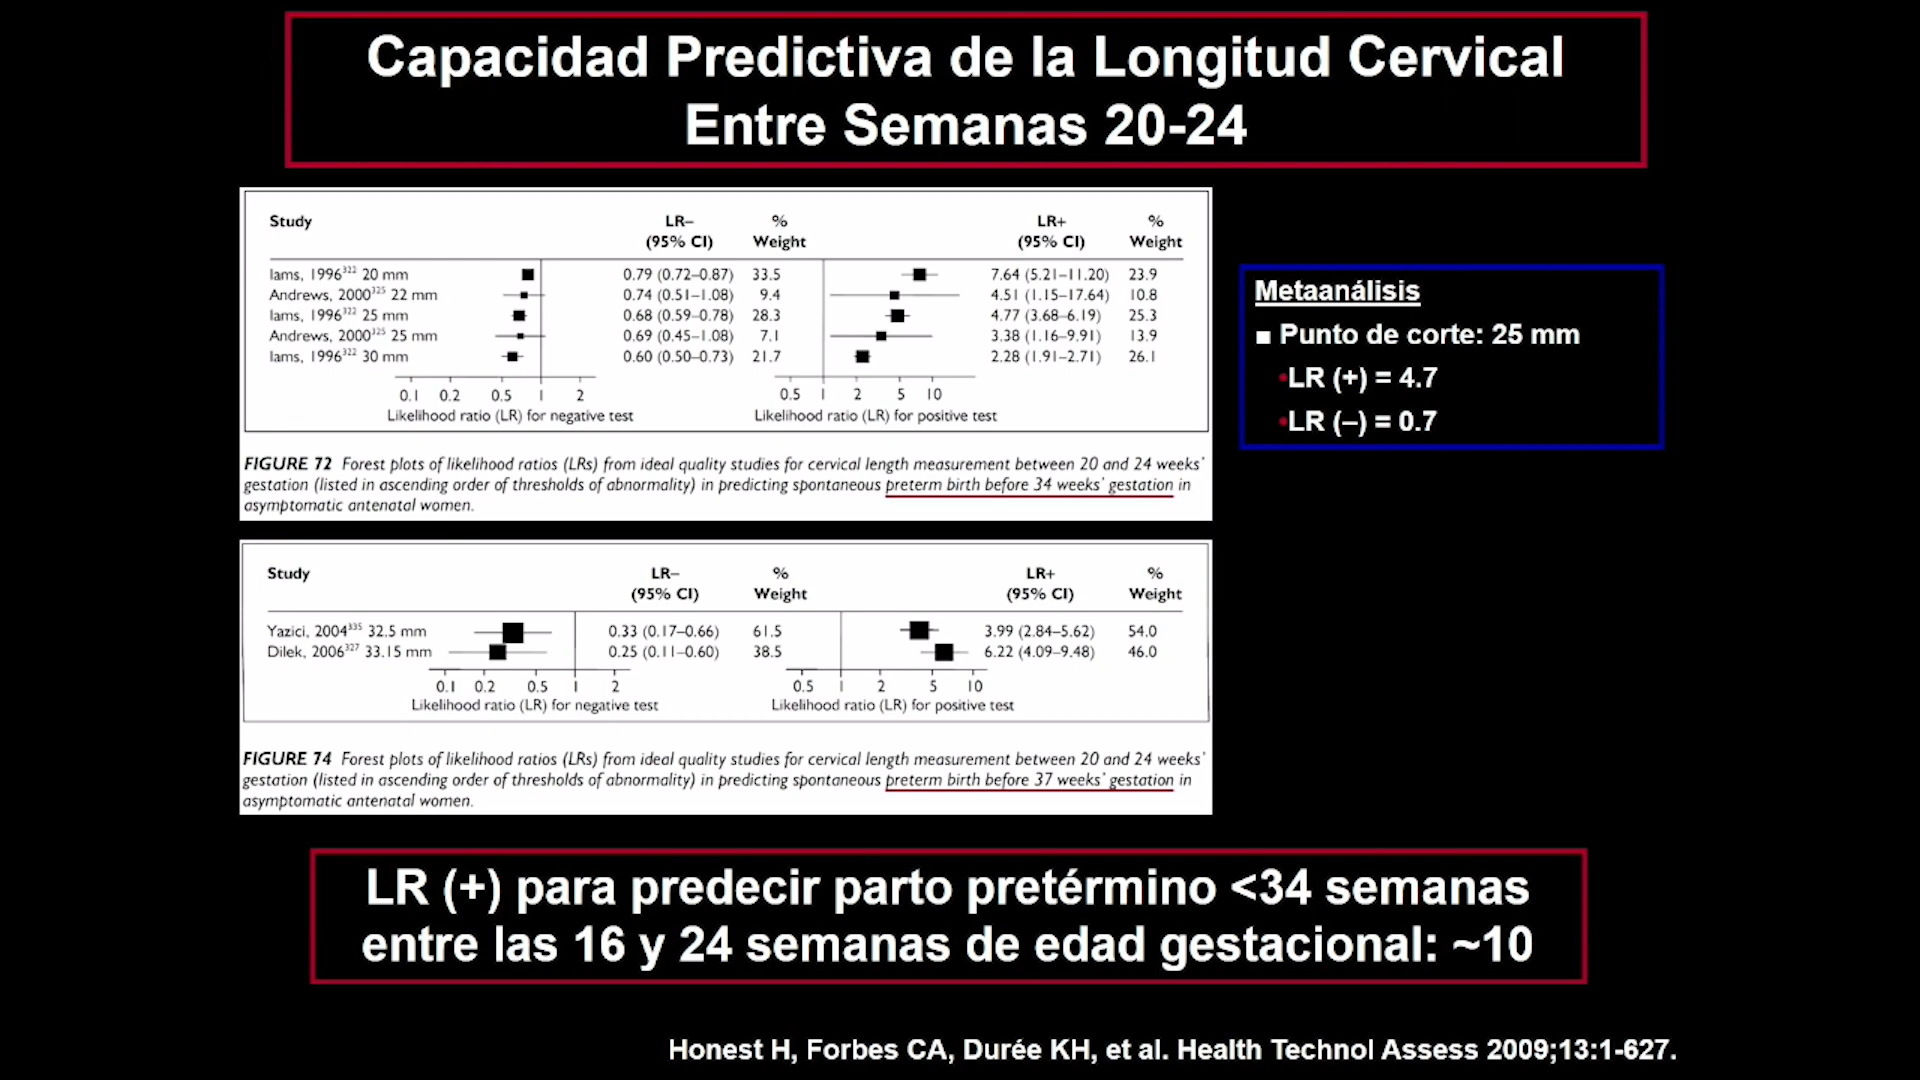 Capacidad Predictiva de la Longitud Cervical
Entre Semanas 20-24
Study LR– % LR+ %
(95% CI) Weight (95% CI) Weight
Iams, 1996³²² 20 mm 0.79 (0.72–0.87) 33.5 7.64 (5.21–11.20) 23.9
Andrews, 2000³²⁵ 22 mm 0.74 (0.51–1.08) 9.4 4.51 (1.15–17.64) 10.8
Iams, 1996³²² 25 mm 0.68 (0.59–0.78) 28.3 4.77 (3.68–6.19) 25.3
Andrews, 2000³²⁵ 25 mm 0.69 (0.45–1.08) 7.1 3.38 (1.16–9.91) 13.9
Iams, 1996³²² 30 mm 0.60 (0.50–0.73) 21.7 2.28 (1.91–2.71) 26.1
0.1 0.2 0.5 1 2 0.5 1 2 5 10
Likelihood ratio (LR) for negative test Likelihood ratio (LR) for positive test
FIGURE 72 Forest plots of likelihood ratios (LRs) from ideal quality studies for cervical length measurement between 20 and 24 weeks'
gestation (listed in ascending order of thresholds of abnormality) in predicting spontaneous preterm birth before 34 weeks' gestation in
asymptomatic antenatal women.
Metaanálisis
■ Punto de corte: 25 mm
•LR (+) = 4.7
•LR (–) = 0.7
Study LR– % LR+ %
(95% CI) Weight (95% CI) Weight
Yazici, 2004³³⁵ 32.5 mm 0.33 (0.17–0.66) 61.5 3.99 (2.84–5.62) 54.0
Dilek, 2006³²⁷ 33.15 mm 0.25 (0.11–0.60) 38.5 6.22 (4.09–9.48) 46.0
0.1 0.2 0.5 1 2 0.5 1 2 5 10
Likelihood ratio (LR) for negative test Likelihood ratio (LR) for positive test
FIGURE 74 Forest plots of likelihood ratios (LRs) from ideal quality studies for cervical length measurement between 20 and 24 weeks'
gestation (listed in ascending order of thresholds of abnormality) in predicting spontaneous preterm birth before 37 weeks' gestation in
asymptomatic antenatal women.
LR (+) para predecir parto pretérmino <34 semanas
entre las 16 y 24 semanas de edad gestacional: ~10
Honest H, Forbes CA, Durée KH, et al. Health Technol Assess 2009;13:1-627.